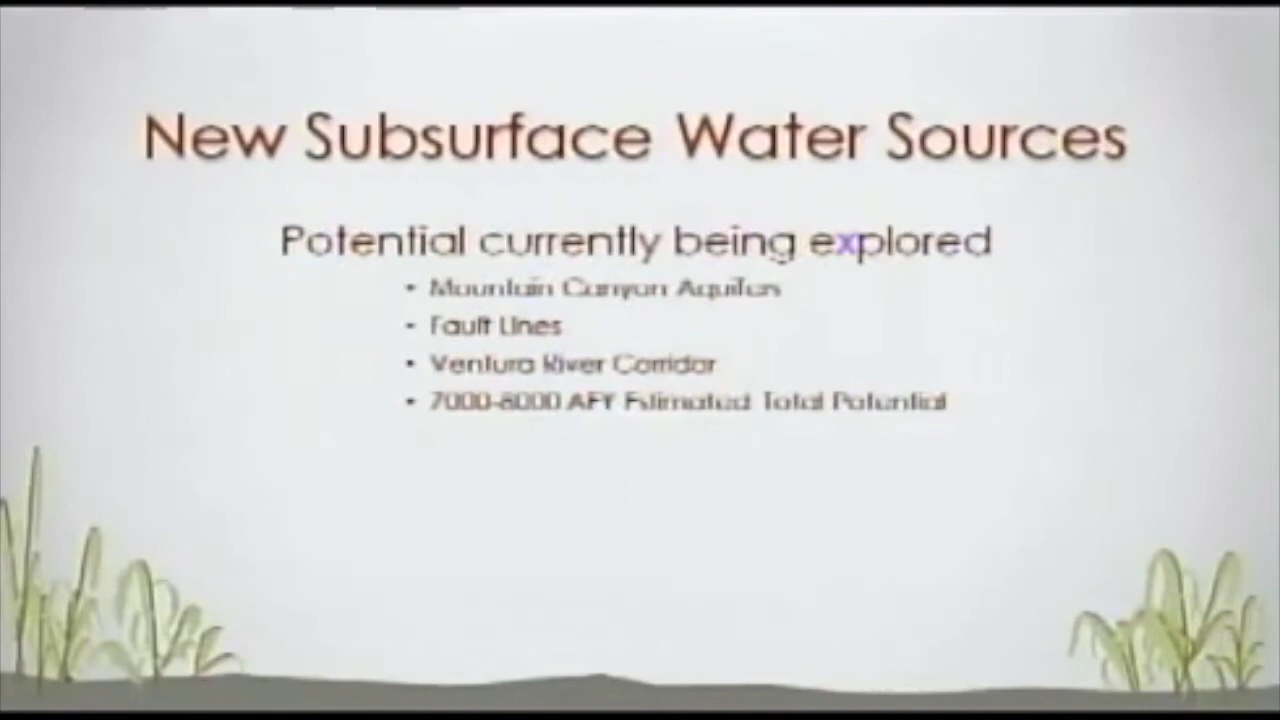 New Subsurface Water Sources
Potential currently being explored
• Mountain Canyon Aquifers
• Fault Lines
• Ventura River Corridor
• 7000-8000 AFY Estimated Total Potential